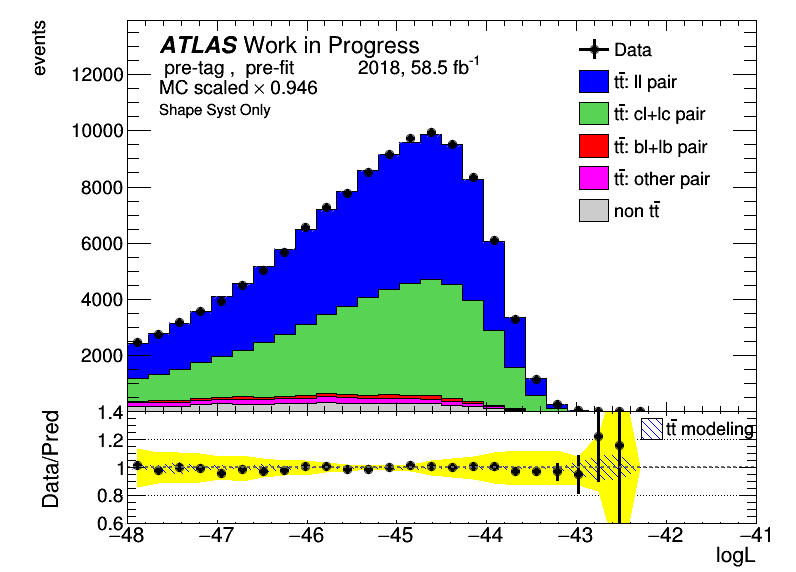 events
ATLAS Work in Progress
pre-tag , pre-fit 2018, 58.5 fb⁻¹
MC scaled × 0.946
Shape Syst Only
Data
tt̄: ll pair
tt̄: cl+lc pair
tt̄: bl+lb pair
tt̄: other pair
non tt̄
12000
10000
8000
6000
4000
2000
Data/Pred
1.4
1.2
1
0.8
0.6
tt̄ modeling
−48 −47 −46 −45 −44 −43 −42 −41
logL